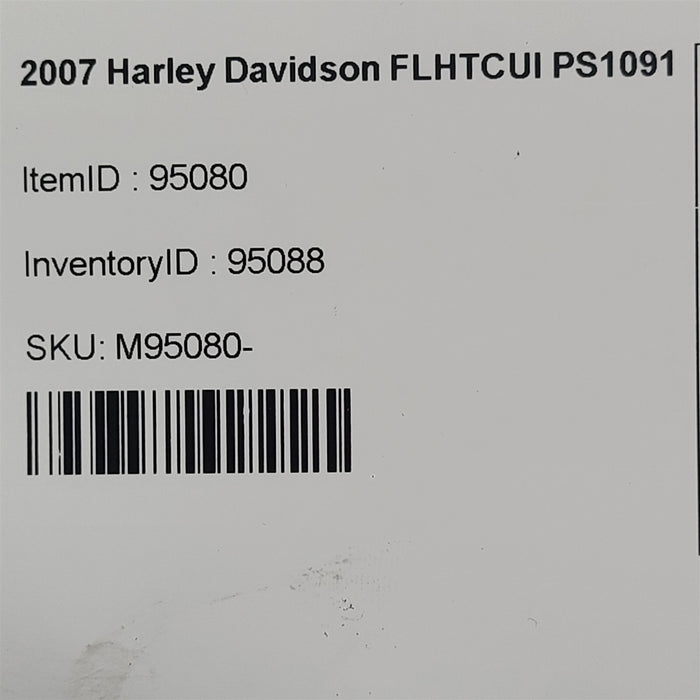 2007 Harley Davidson FLHTCUI PS1091
ItemID : 95080
InventoryID : 95088
SKU: M95080-